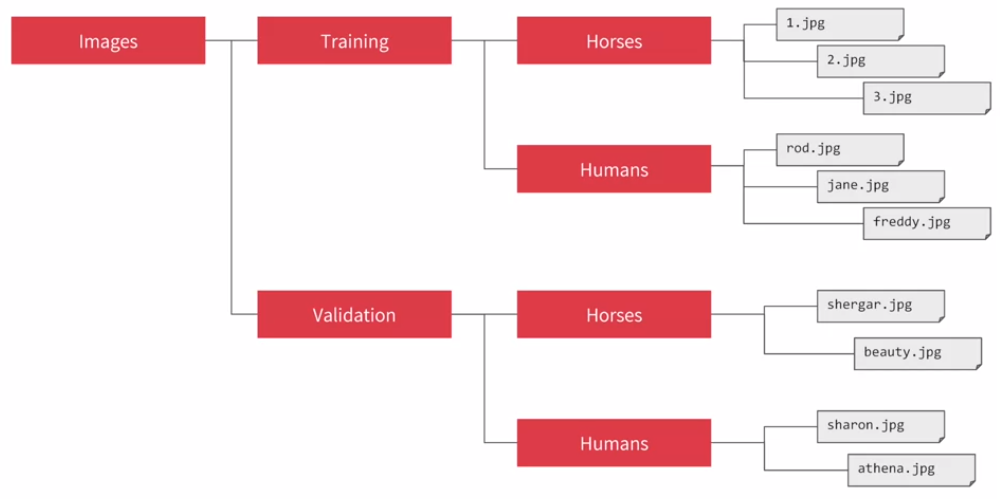 Images
Training
Horses
1.jpg
2.jpg
3.jpg
Humans
rod.jpg
jane.jpg
freddy.jpg
Validation
Horses
shergar.jpg
beauty.jpg
Humans
sharon.jpg
athena.jpg